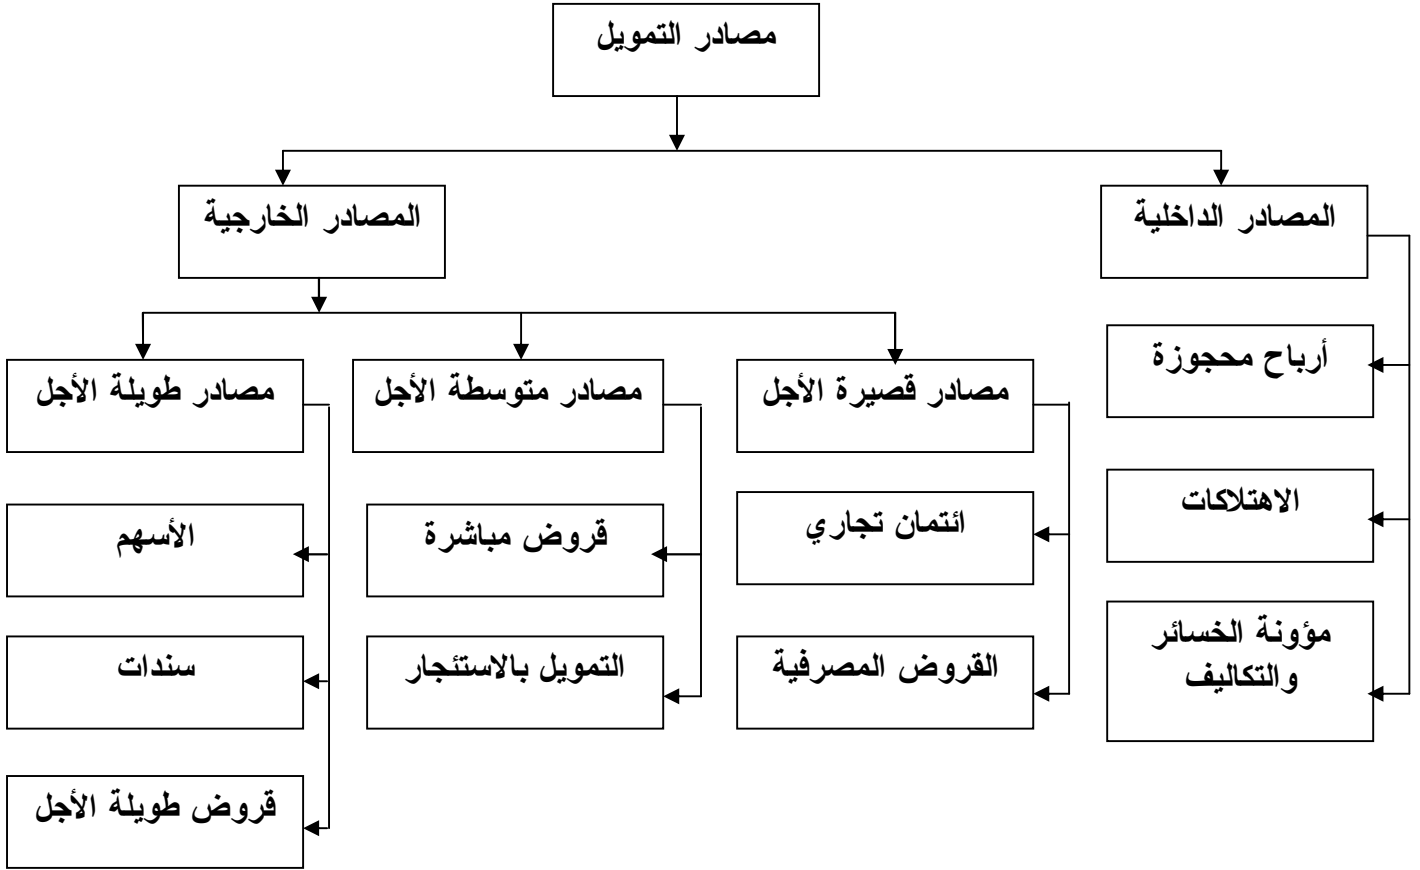 مصادر التمويل
المصادر الداخلية
المصادر الخارجية
أرباح محجوزة
مصادر قصيرة الأجل
مصادر متوسطة الأجل
مصادر طويلة الأجل
الاهتلاكات
ائتمان تجاري
قروض مباشرة
الأسهم
مؤونة الخسائر
والتكاليف
القروض المصرفية
التمويل بالاستئجار
سندات
قروض طويلة الأجل